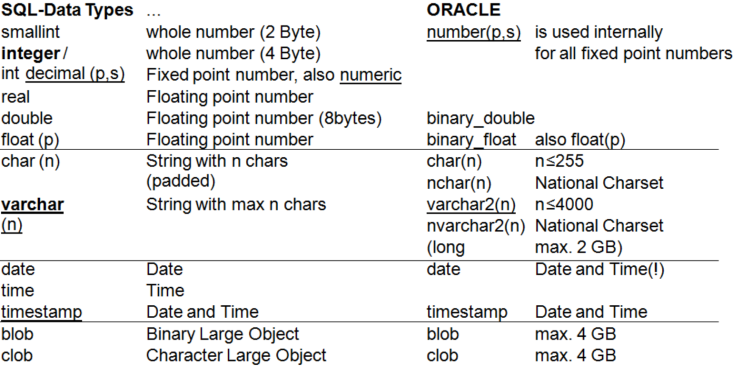 SQL-Data Types … ORACLE
smallint whole number (2 Byte) number(p,s) is used internally
integer / whole number (4 Byte) for all fixed point numbers
int decimal (p,s) Fixed point number, also numeric
real Floating point number
double Floating point number (8bytes) binary_double
float (p) Floating point number binary_float also float(p)
char (n) String with n chars char(n) n≤255
(padded) nchar(n) National Charset
varchar String with max n chars varchar2(n) n≤4000
(n) nvarchar2(n) National Charset
(long max. 2 GB)
date Date date Date and Time(!)
time Time
timestamp Date and Time timestamp Date and Time
blob Binary Large Object blob max. 4 GB
clob Character Large Object clob max. 4 GB